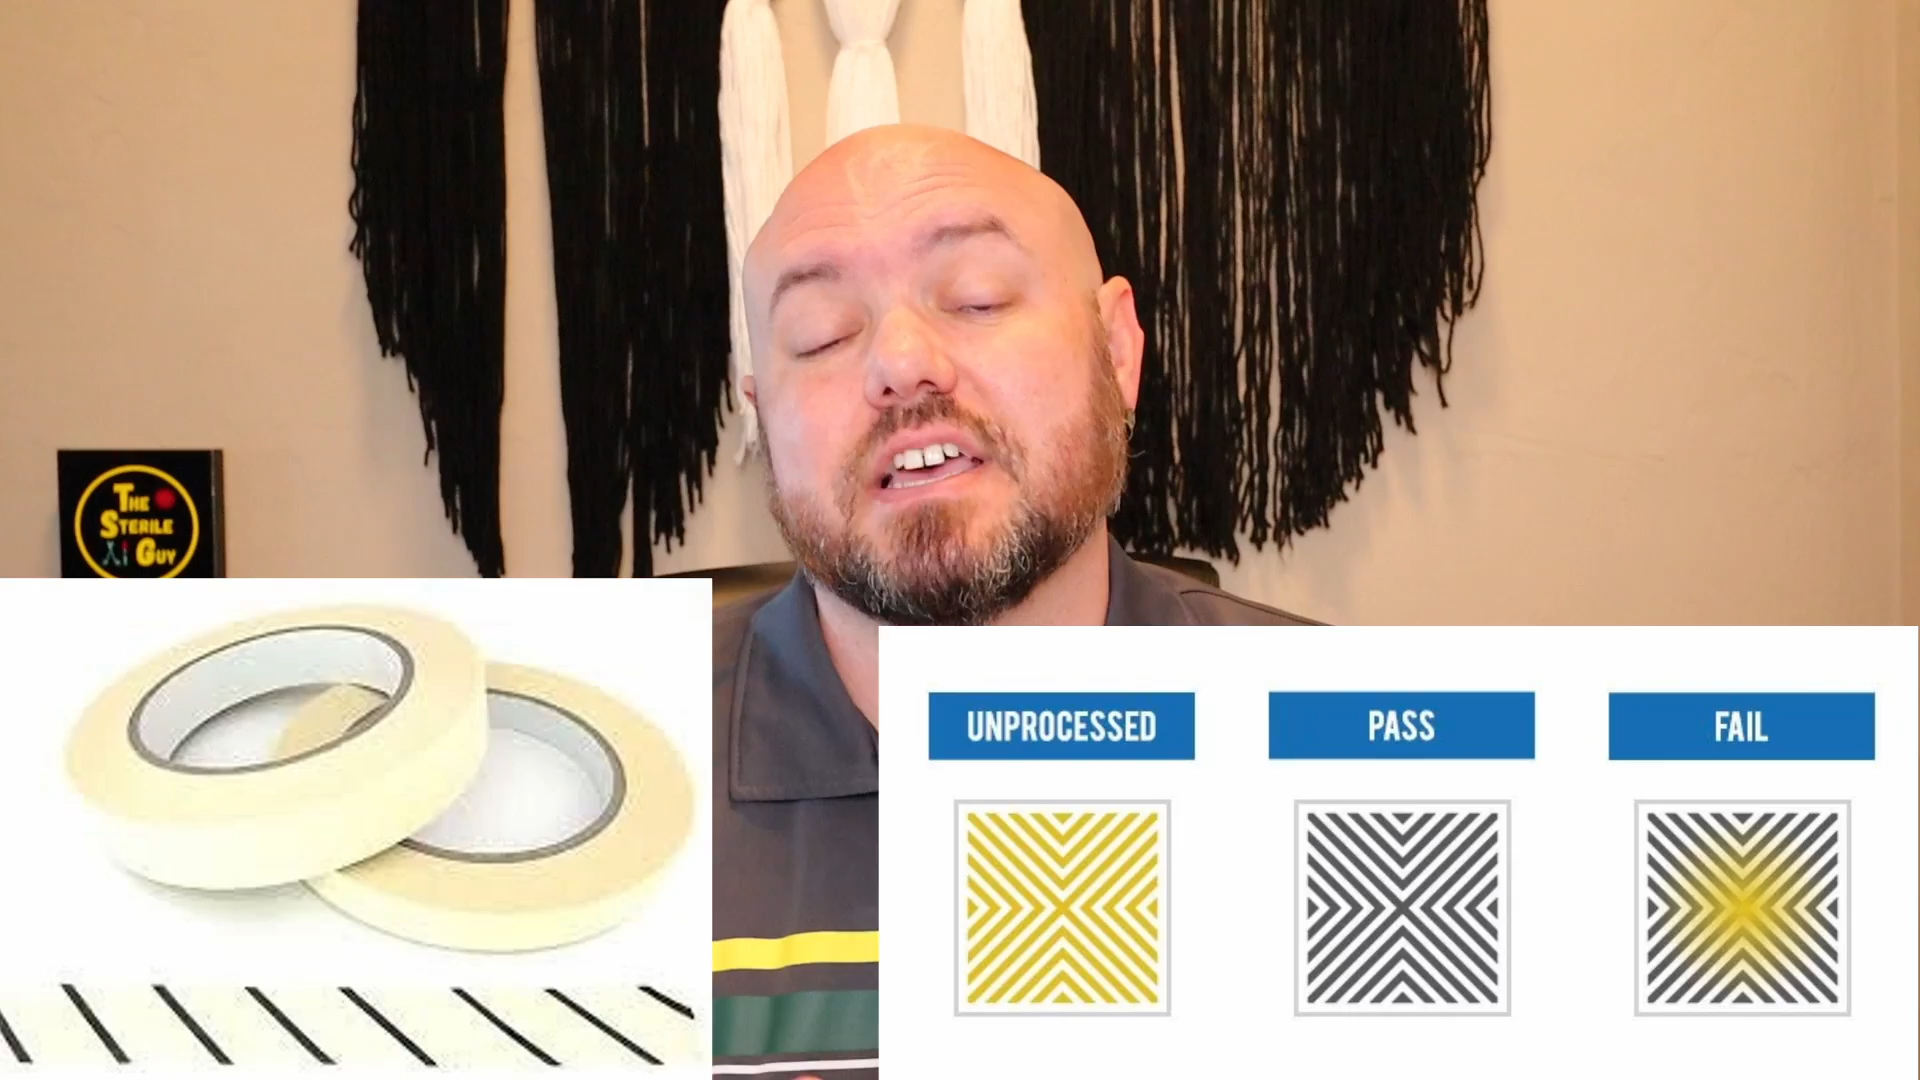 THE
STERILE
GUY
UNPROCESSED
PASS
FAIL